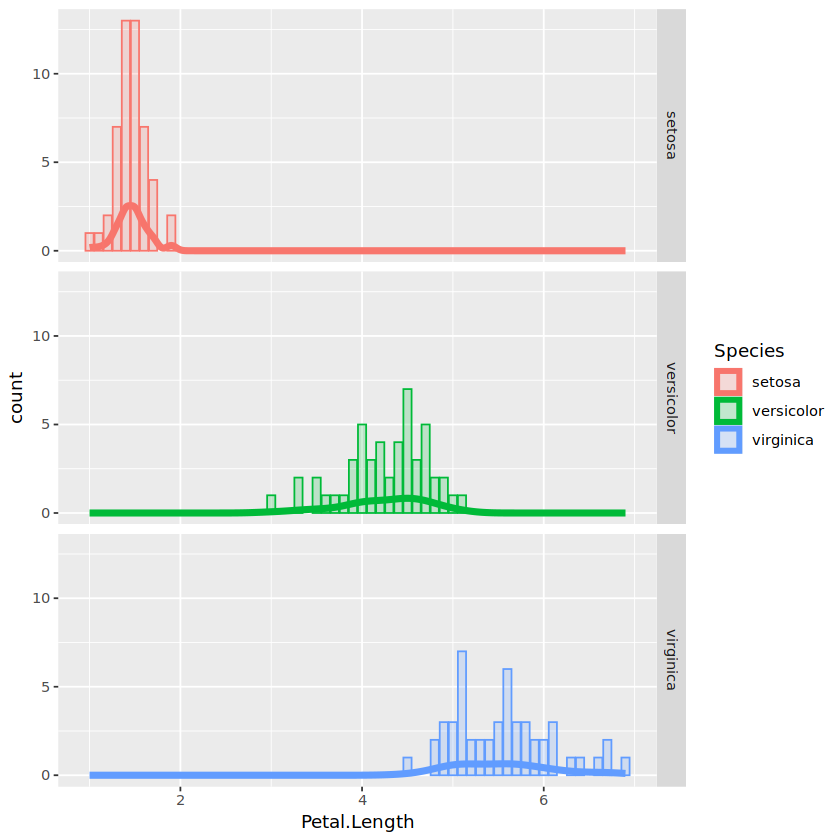 10
5
0
setosa
10
5
0
versicolor
10
5
0
virginica
2
4
6
Petal.Length
count
Species
setosa
versicolor
virginica